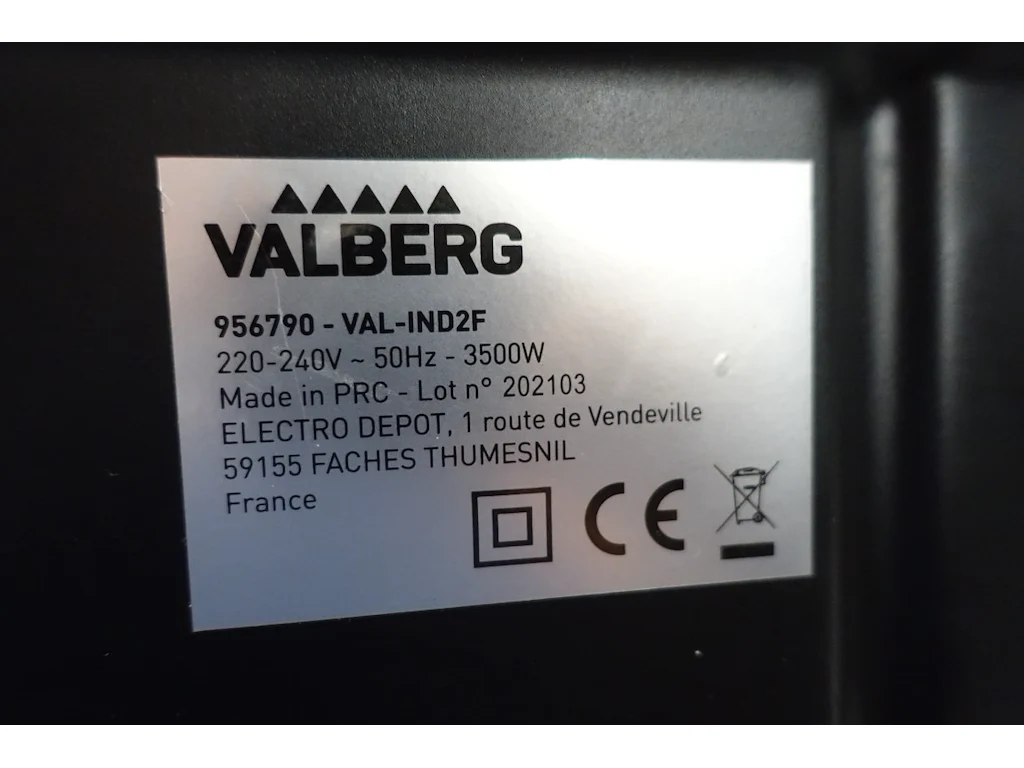 VALBERG
956790 - VAL-IND2F
220-240V ~ 50Hz - 3500W
Made in PRC - Lot n° 202103
ELECTRO DEPOT, 1 route de Vendeville
59155 FACHES THUMESNIL
France
CE